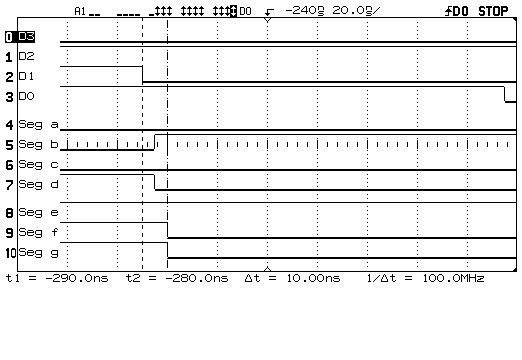 A1 D0 -240ns 20.0ns/ D0 STOP
0 D3
1 D2
2 D1
3 D0
4 Seg a
5 Seg b
6 Seg c
7 Seg d
8 Seg e
9 Seg f
10 Seg g
t1 = -290.0ns t2 = -280.0ns Δt = 10.00ns 1/Δt = 100.0MHz